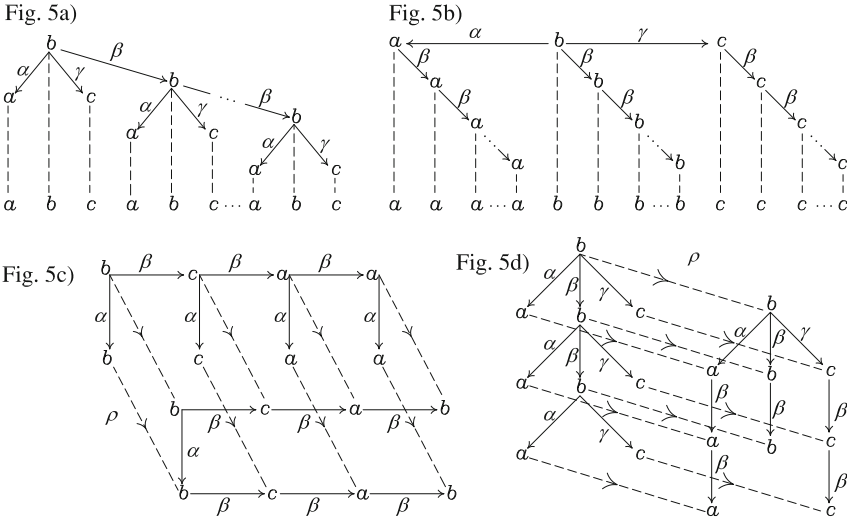 Fig. 5a)
b β
α γ b ... β
a c α γ b
a c α γ
a c
a b c a b c ... a b c
Fig. 5b)
a α b γ c
β a β b β c
β a β b β c
... a ... b ... c
a a a ... a b b b ... b c c c ... c
Fig. 5c)
b β c β a β a
α α α α
b c a a
ρ b β c β a β b
α
b β c β a β b
Fig. 5d)
b ρ
α β γ b
a b c α β γ
α β γ a b c
a b c β β β
α γ a b c
a c β β
a c